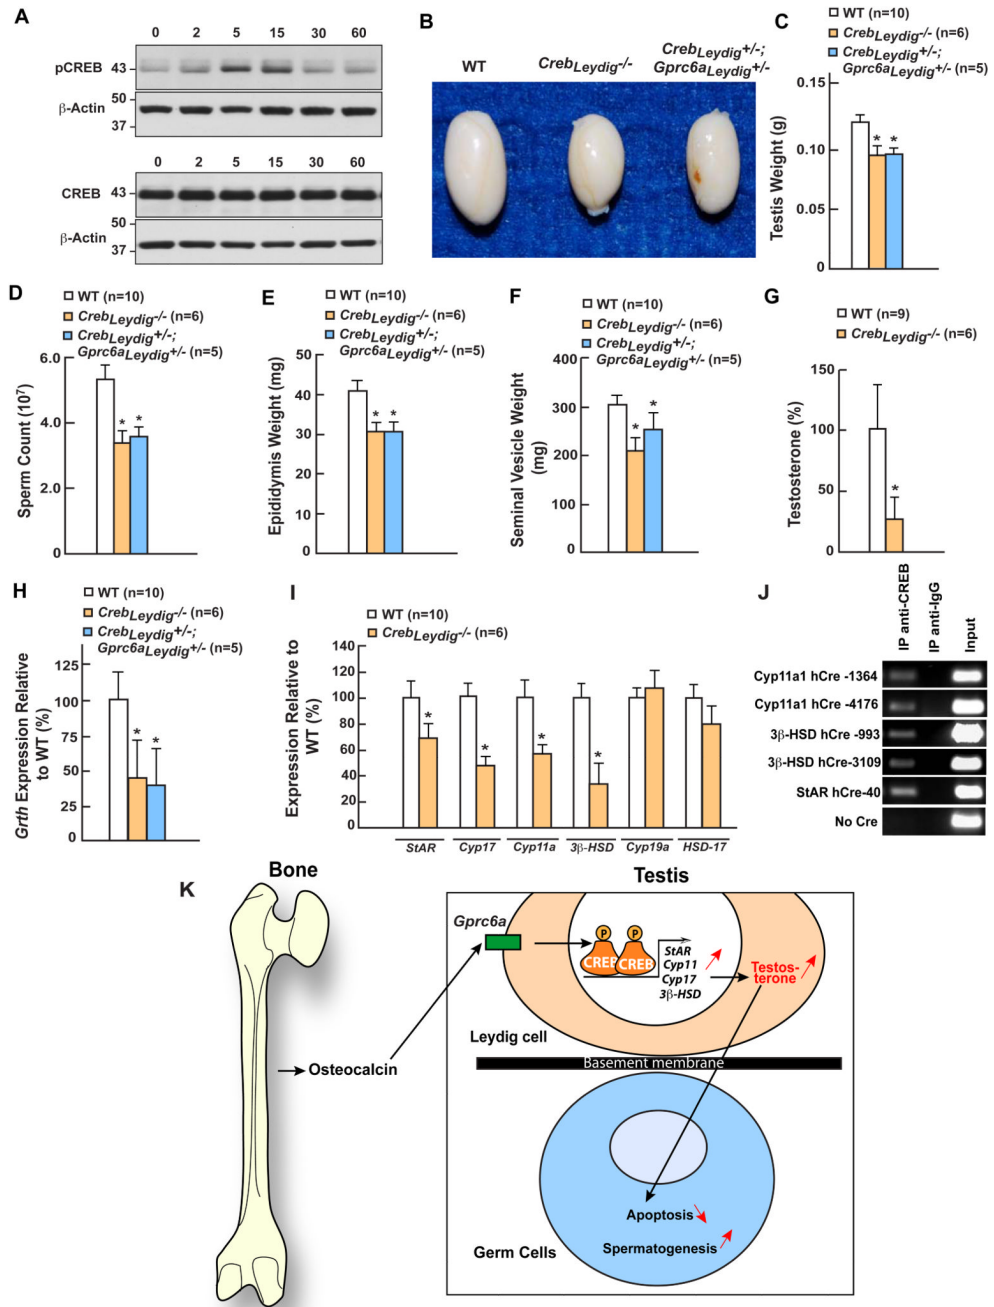 A
0 2 5 15 30 60
pCREB 43
50
β-Actin
37
0 2 5 15 30 60
CREB 43
50
β-Actin
37
B
WT
CrebLeydig-/-
CrebLeydig+/-;
Gprc6aLeydig+/-
C
WT (n=10)
CrebLeydig-/- (n=6)
CrebLeydig+/-;
Gprc6aLeydig+/- (n=5)
Testis Weight (g)
0.15
0.10
0.05
0
* *
D
WT (n=10)
CrebLeydig-/- (n=6)
CrebLeydig+/-;
Gprc6aLeydig+/- (n=5)
Sperm Count (10⁷)
6.0
4.0
2.0
0
* *
E
WT (n=10)
CrebLeydig-/- (n=6)
CrebLeydig+/-;
Gprc6aLeydig+/- (n=5)
Epididymis Weight (mg)
50
40
30
20
10
0
* *
F
WT (n=10)
CrebLeydig-/- (n=6)
CrebLeydig+/-;
Gprc6aLeydig+/- (n=5)
Seminal Vesicle Weight
(mg)
400
300
200
100
0
* *
G
WT (n=9)
CrebLeydig-/- (n=6)
Testosterone (%)
150
100
50
0
*
H
WT (n=10)
CrebLeydig-/- (n=6)
CrebLeydig+/-;
Gprc6aLeydig+/- (n=5)
Grth Expression Relative
to WT (%)
125
100
75
50
25
0
* *
I
WT (n=10)
CrebLeydig-/- (n=6)
Expression Relative to
WT (%)
140
120
100
80
60
40
20
0
* * * *
StAR Cyp17 Cyp11a 3β-HSD Cyp19a HSD-17
J
IP anti-CREB
IP anti-IgG
Input
Cyp11a1 hCre -1364
Cyp11a1 hCre -4176
3β-HSD hCre -993
3β-HSD hCre-3109
StAR hCre-40
No Cre
K
Bone
Testis
Gprc6a
P P
CREB CREB
StAR
Cyp11
Cyp17
3β-HSD
Testos-
terone
Leydig cell
Osteocalcin
Basement membrane
Apoptosis
Spermatogenesis
Germ Cells